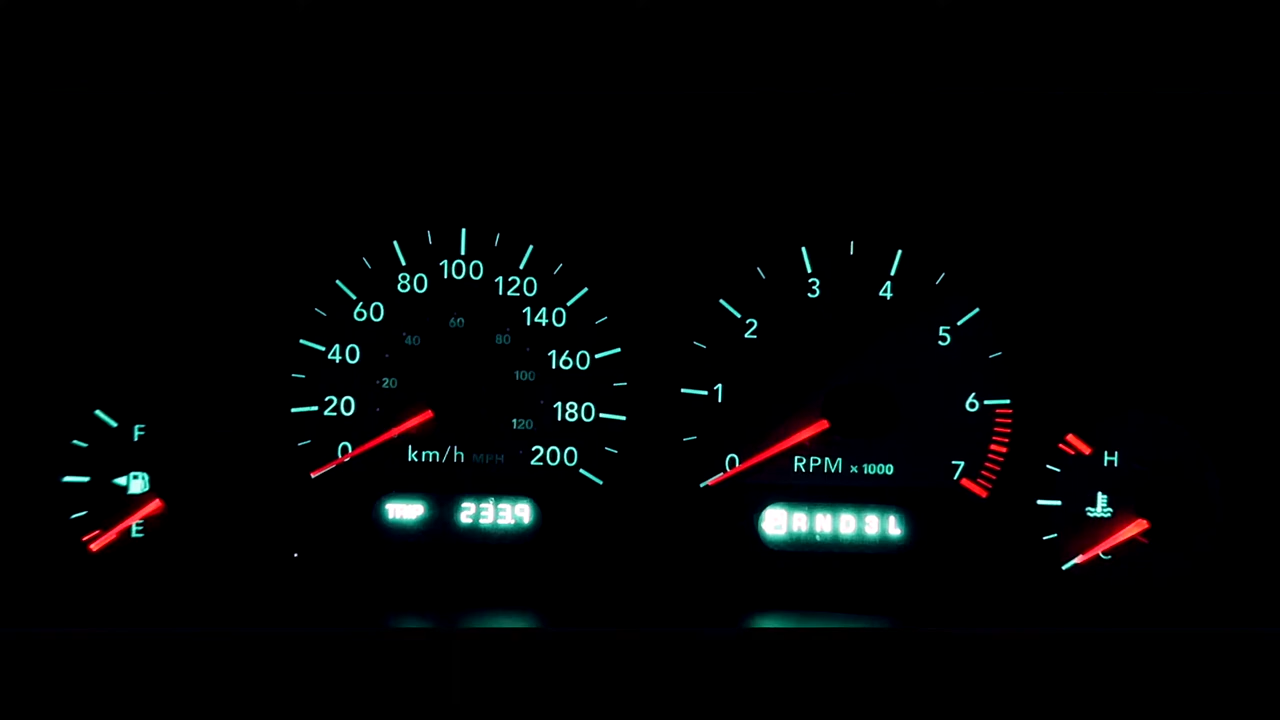 0 20 40 60 80 100 120 140 160 180 200
20 40 60 80 100 120
km/h MPH
TRIP 233.9
0 1 2 3 4 5 6 7
RPM x 1000
P R N D 3 L
F
E
H
C